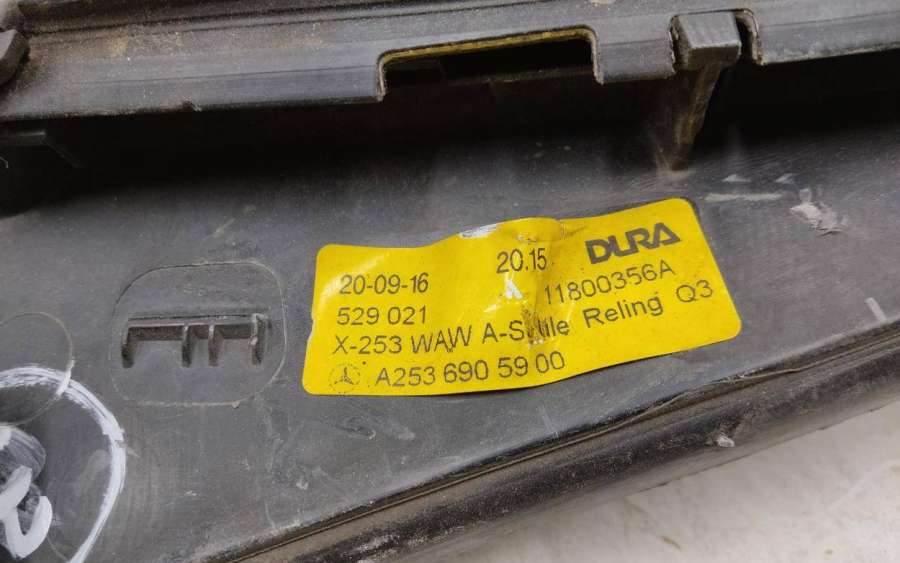 20-09-16 20.15 DURA
529 021 11800356A
X-253 WAW A-Säule Reling Q3
A253 690 59 00